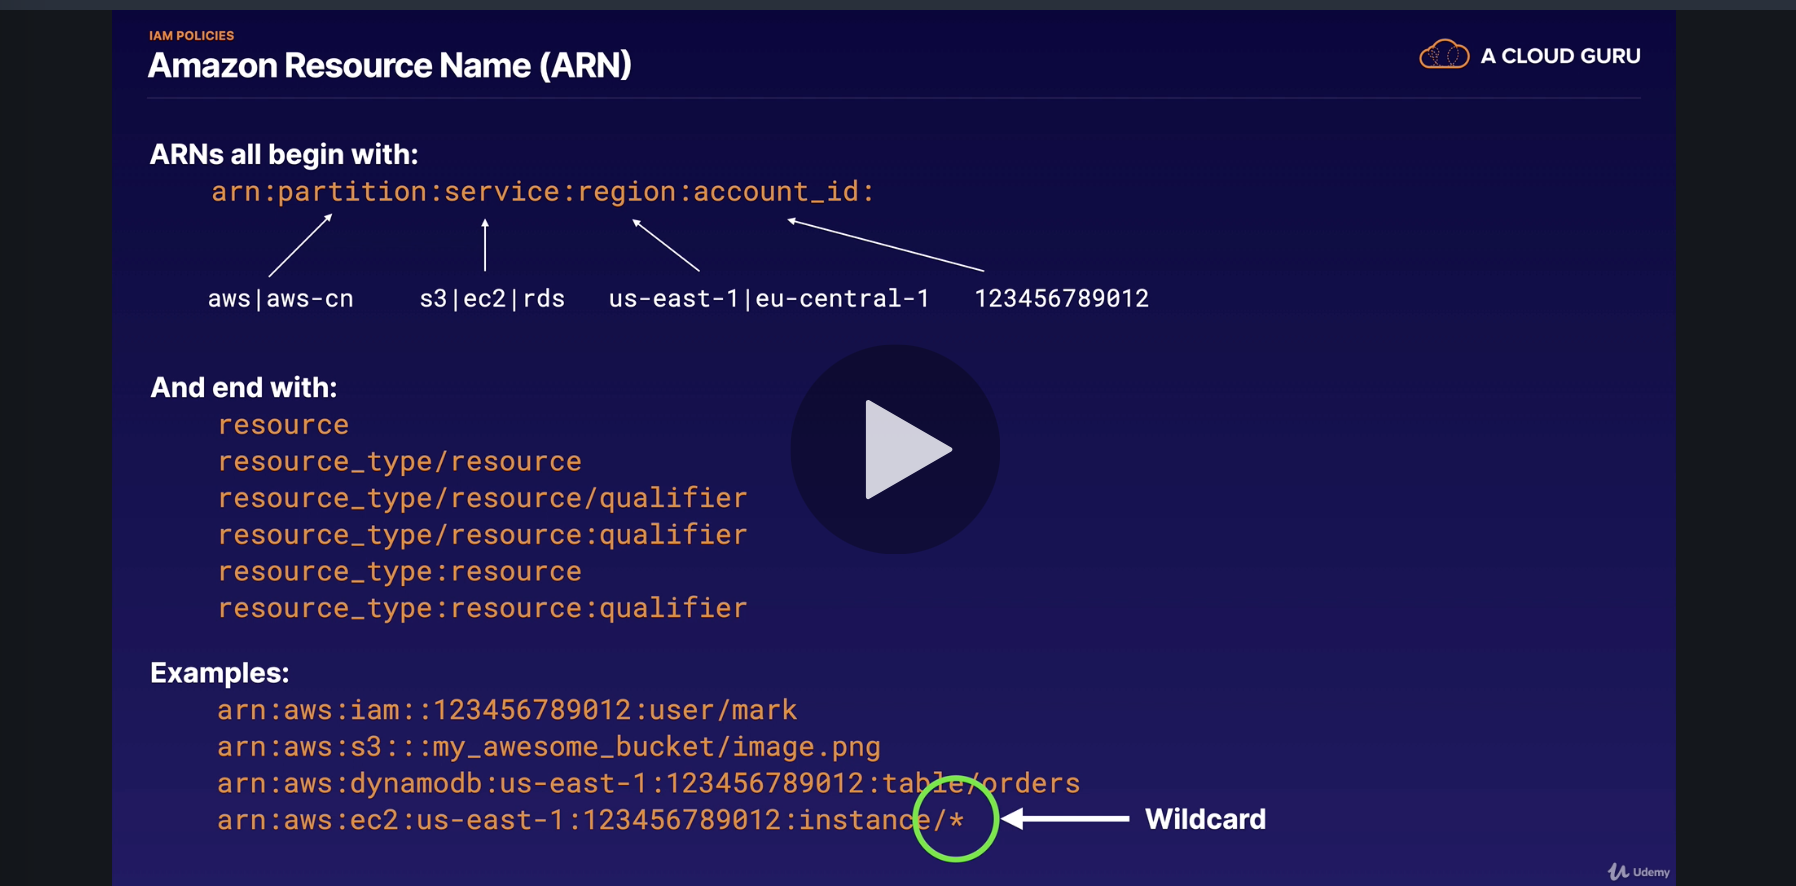 IAM POLICIES
Amazon Resource Name (ARN)
A CLOUD GURU
ARNs all begin with:
arn:partition:service:region:account_id:
aws|aws-cn s3|ec2|rds us-east-1|eu-central-1 123456789012
And end with:
resource
resource_type/resource
resource_type/resource/qualifier
resource_type/resource:qualifier
resource_type:resource
resource_type:resource:qualifier
Examples:
arn:aws:iam::123456789012:user/mark
arn:aws:s3:::my_awesome_bucket/image.png
arn:aws:dynamodb:us-east-1:123456789012:table/orders
arn:aws:ec2:us-east-1:123456789012:instance/*
Wildcard
Udemy